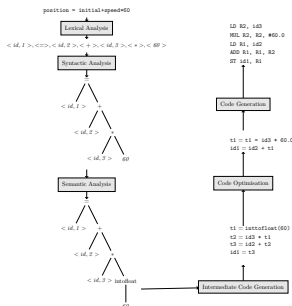 position = initial+speed*60
Lexical Analysis
< id, 1 >, <=>, < id, 2 >, < + >, < id, 3 >, < * >, < 60 >
Syntactic Analysis
=
< id, 1 > +
< id, 2 > *
< id, 3 > 60
Semantic Analysis
=
< id, 1 > +
< id, 2 > *
< id, 3 > inttofloat
60
Intermediate Code Generation
t1 = inttofloat(60)
t2 = id3 * t1
t3 = id2 + t2
id1 = t3
Code Optimisation
t1 = t1 = id3 * 60.0
id1 = id2 + t1
Code Generation
LD R2, id3
MUL R2, R2, #60.0
LD R1, id2
ADD R1, R1, R2
ST id1, R1